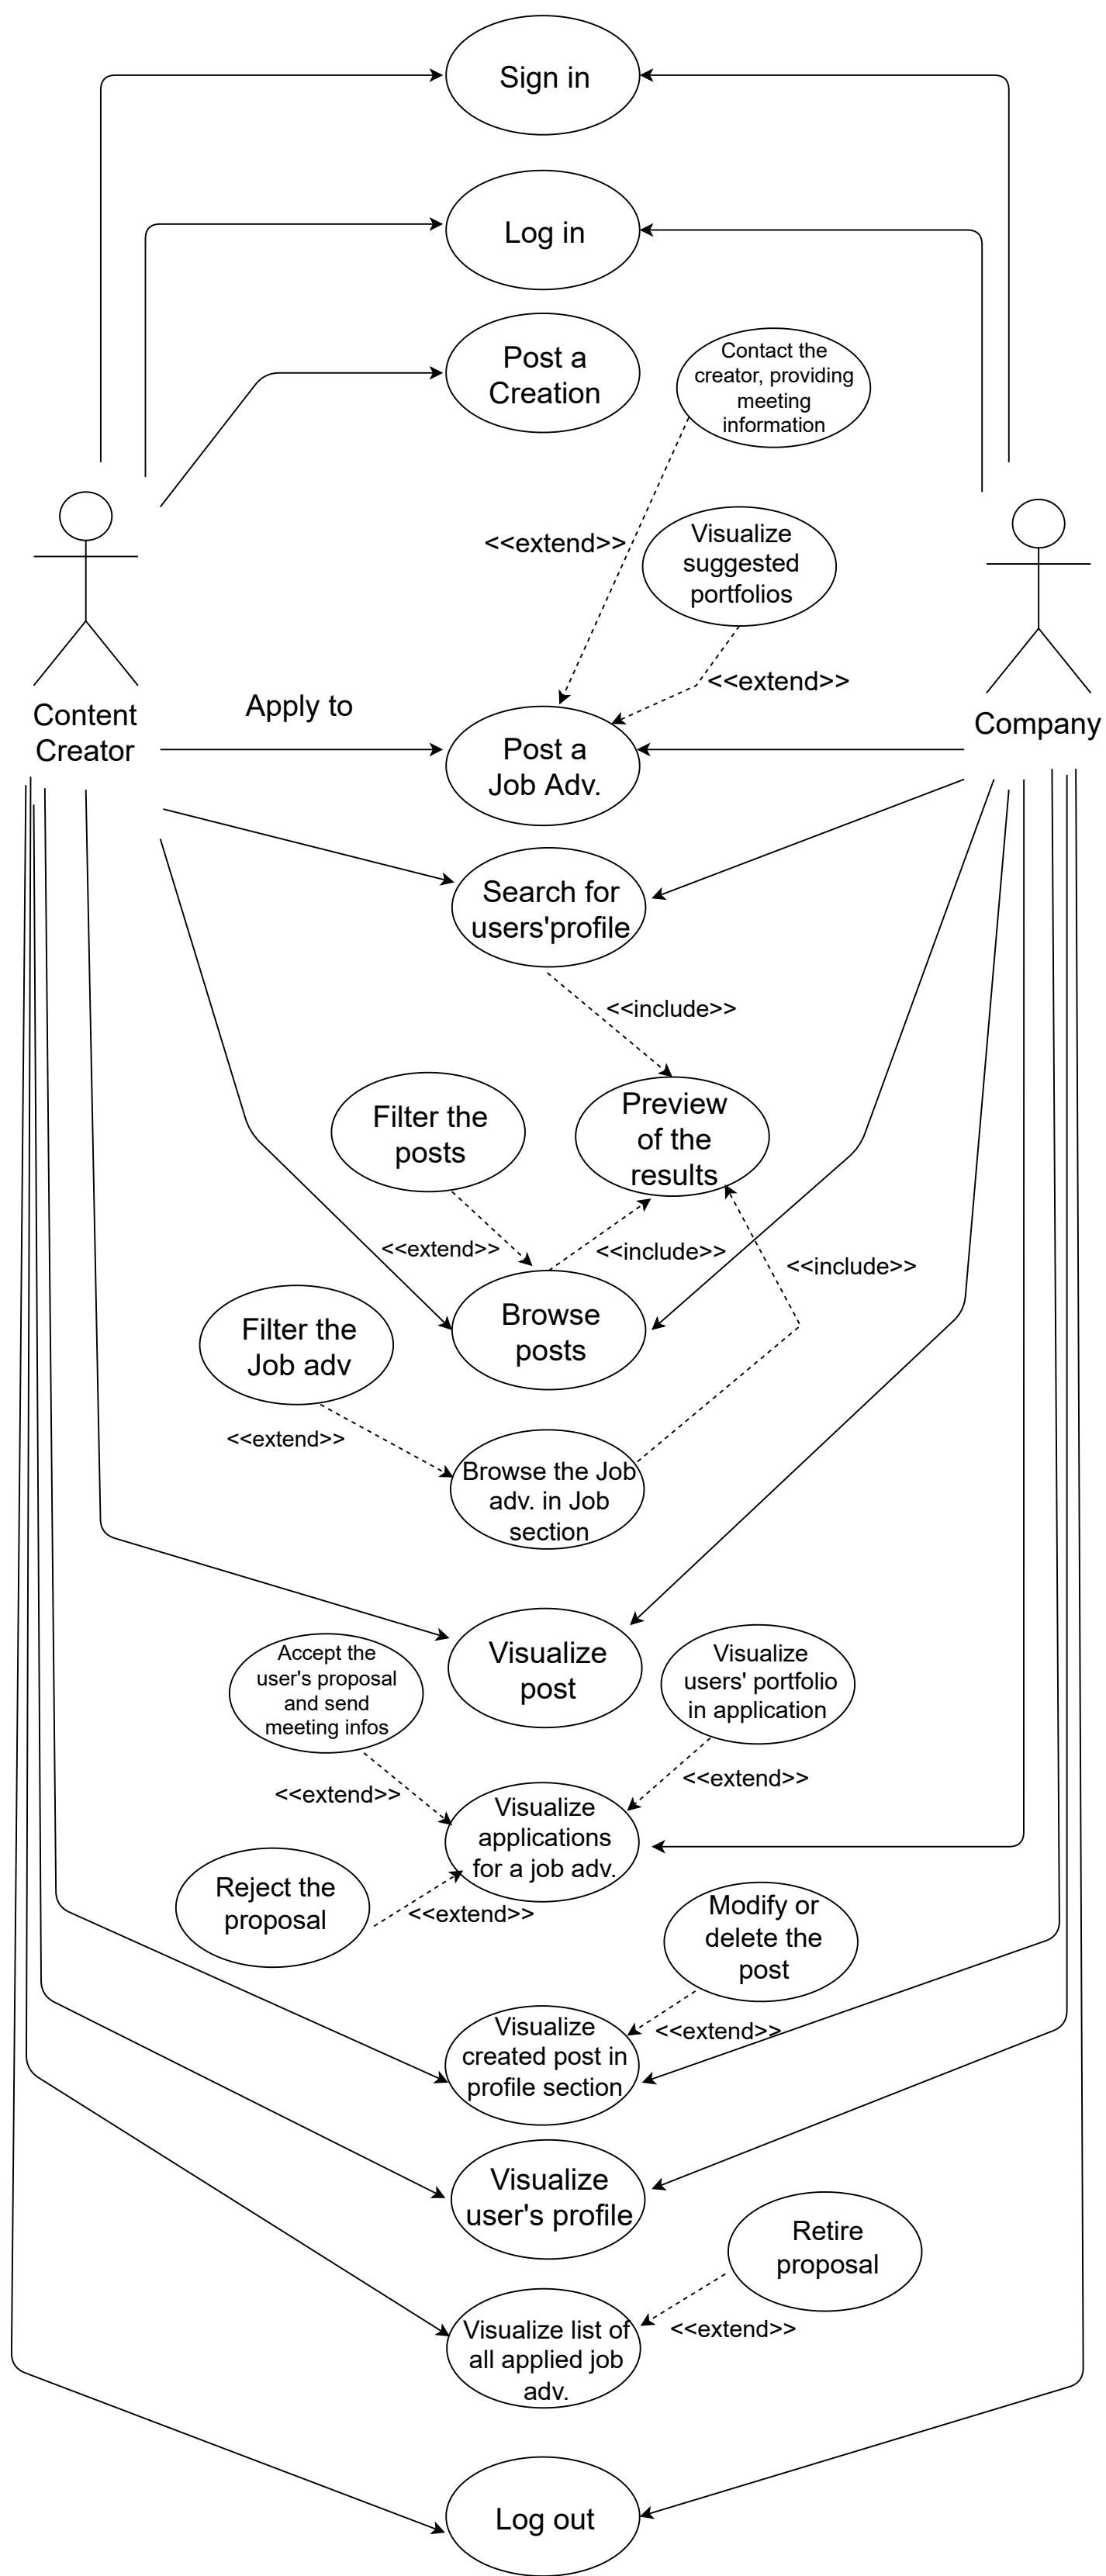 Sign in
Log in
Post a
Creation
Contact the
creator, providing
meeting
information
<<extend>>
Visualize
suggested
portfolios
<<extend>>
Content
Creator
Company
Apply to
Post a
Job Adv.
Search for
users'profile
<<include>>
Filter the
posts
Preview
of the
results
<<extend>>
<<include>>
<<include>>
Browse
posts
Filter the
Job adv
<<extend>>
Browse the Job
adv. in Job
section
Visualize
post
Accept the
user's proposal
and send
meeting infos
Visualize
users' portfolio
in application
<<extend>>
<<extend>>
Visualize
applications
for a job adv.
Reject the
proposal
<<extend>>
Modify or
delete the
post
<<extend>>
Visualize
created post in
profile section
Visualize
user's profile
Retire
proposal
<<extend>>
Visualize list of
all applied job
adv.
Log out